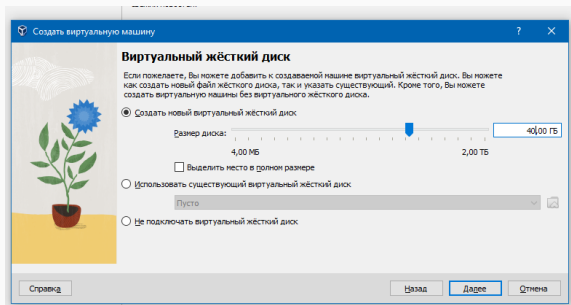 Создать виртуальную машину
Виртуальный жёсткий диск
Если пожелаете, Вы можете добавить к создаваемой машине виртуальный жёсткий диск. Вы можете
как создать новый файл жёсткого диска, так и указать существующий. Кроме того, Вы можете
создать виртуальную машины без виртуального жёсткого диска.
Создать новый виртуальный жёсткий диск
Размер диска: 40,00 ГБ
4,00 МБ 2,00 ТБ
Выделить место в полном размере
Использовать существующий виртуальный жёсткий диск
Пусто
Не подключать виртуальный жёсткий диск
Справка Назад Далее Отмена